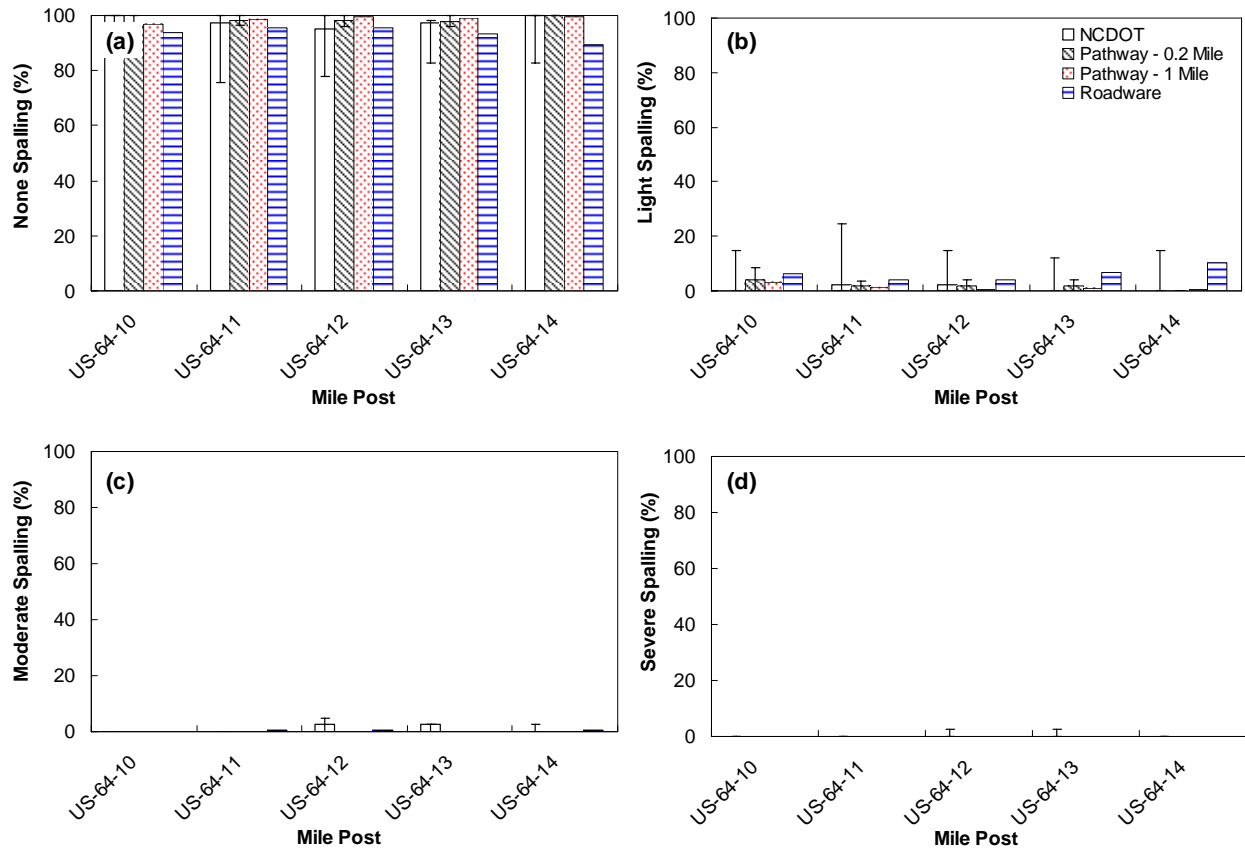 (a)
None Spalling (%)
100
80
60
40
20
0
US-64-10
US-64-11
US-64-12
US-64-13
US-64-14
Mile Post
(b)
NCDOT
Pathway - 0.2 Mile
Pathway - 1 Mile
Roadware
Light Spalling (%)
100
80
60
40
20
0
US-64-10
US-64-11
US-64-12
US-64-13
US-64-14
Mile Post
(c)
Moderate Spalling (%)
100
80
60
40
20
0
US-64-10
US-64-11
US-64-12
US-64-13
US-64-14
Mile Post
(d)
Severe Spalling (%)
100
80
60
40
20
0
US-64-10
US-64-11
US-64-12
US-64-13
US-64-14
Mile Post